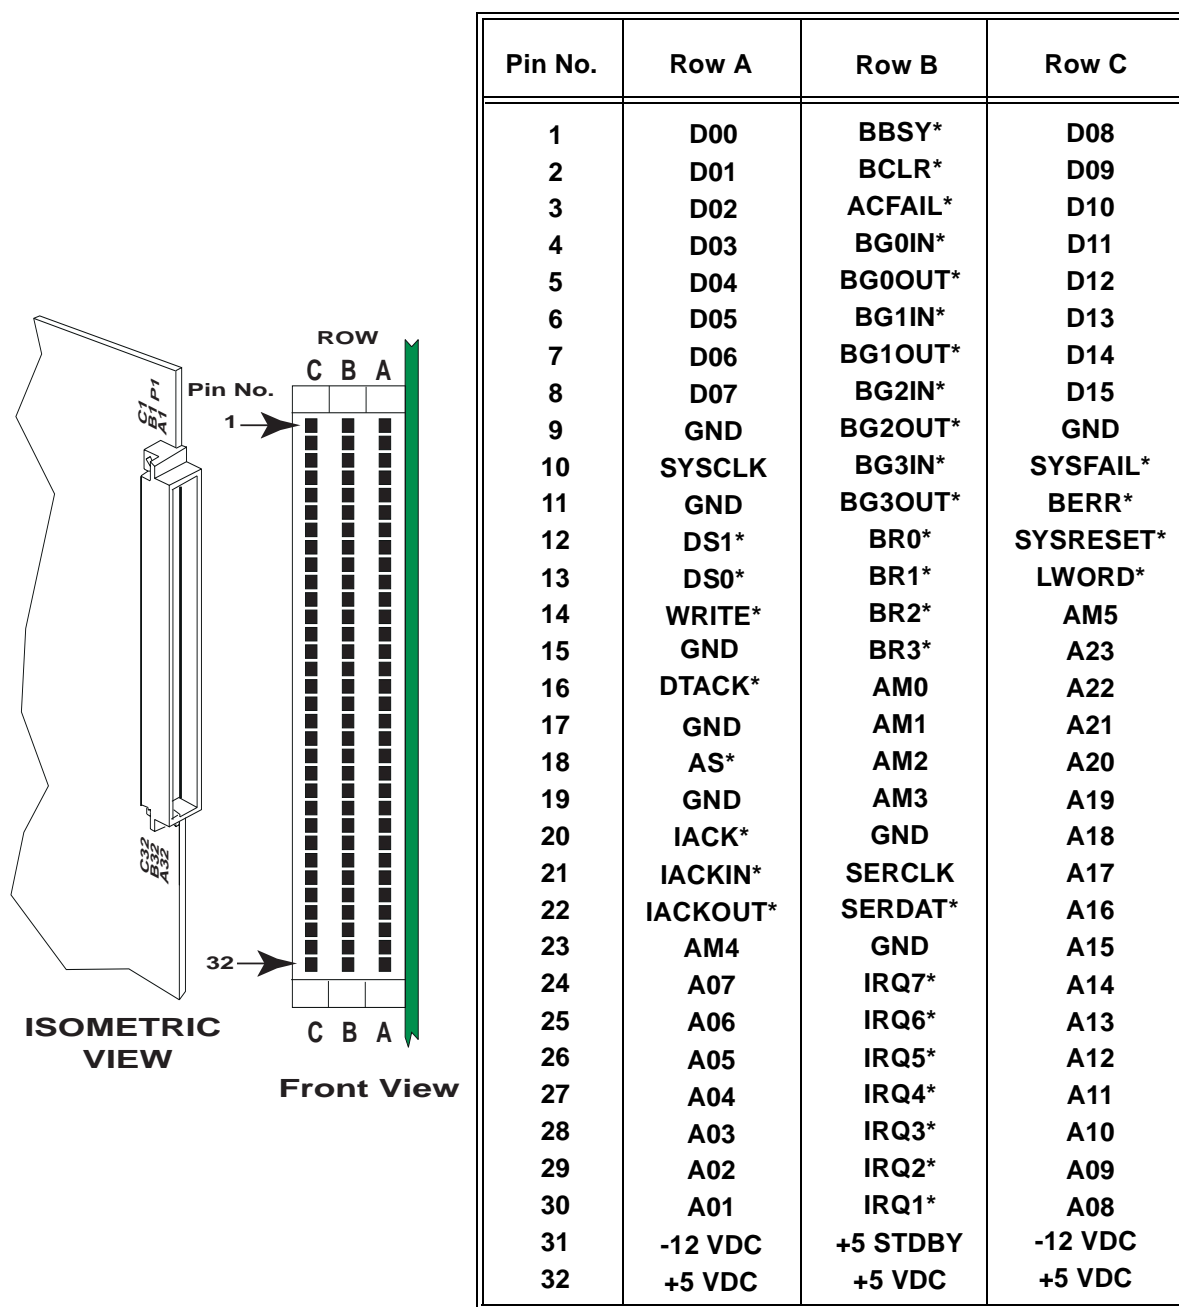 Pin No. Row A Row B Row C
1 D00 BBSY* D08
2 D01 BCLR* D09
3 D02 ACFAIL* D10
4 D03 BG0IN* D11
5 D04 BG0OUT* D12
6 D05 BG1IN* D13
7 D06 BG1OUT* D14
8 D07 BG2IN* D15
9 GND BG2OUT* GND
10 SYSCLK BG3IN* SYSFAIL*
11 GND BG3OUT* BERR*
12 DS1* BR0* SYSRESET*
13 DS0* BR1* LWORD*
14 WRITE* BR2* AM5
15 GND BR3* A23
16 DTACK* AM0 A22
17 GND AM1 A21
18 AS* AM2 A20
19 GND AM3 A19
20 IACK* GND A18
21 IACKIN* SERCLK A17
22 IACKOUT* SERDAT* A16
23 AM4 GND A15
24 A07 IRQ7* A14
25 A06 IRQ6* A13
26 A05 IRQ5* A12
27 A04 IRQ4* A11
28 A03 IRQ3* A10
29 A02 IRQ2* A09
30 A01 IRQ1* A08
31 -12 VDC +5 STDBY -12 VDC
32 +5 VDC +5 VDC +5 VDC
C1
B1 P1
A1
C32
B32
A32
ISOMETRIC
VIEW
ROW
C B A
Pin No.
1
32
C B A
Front View